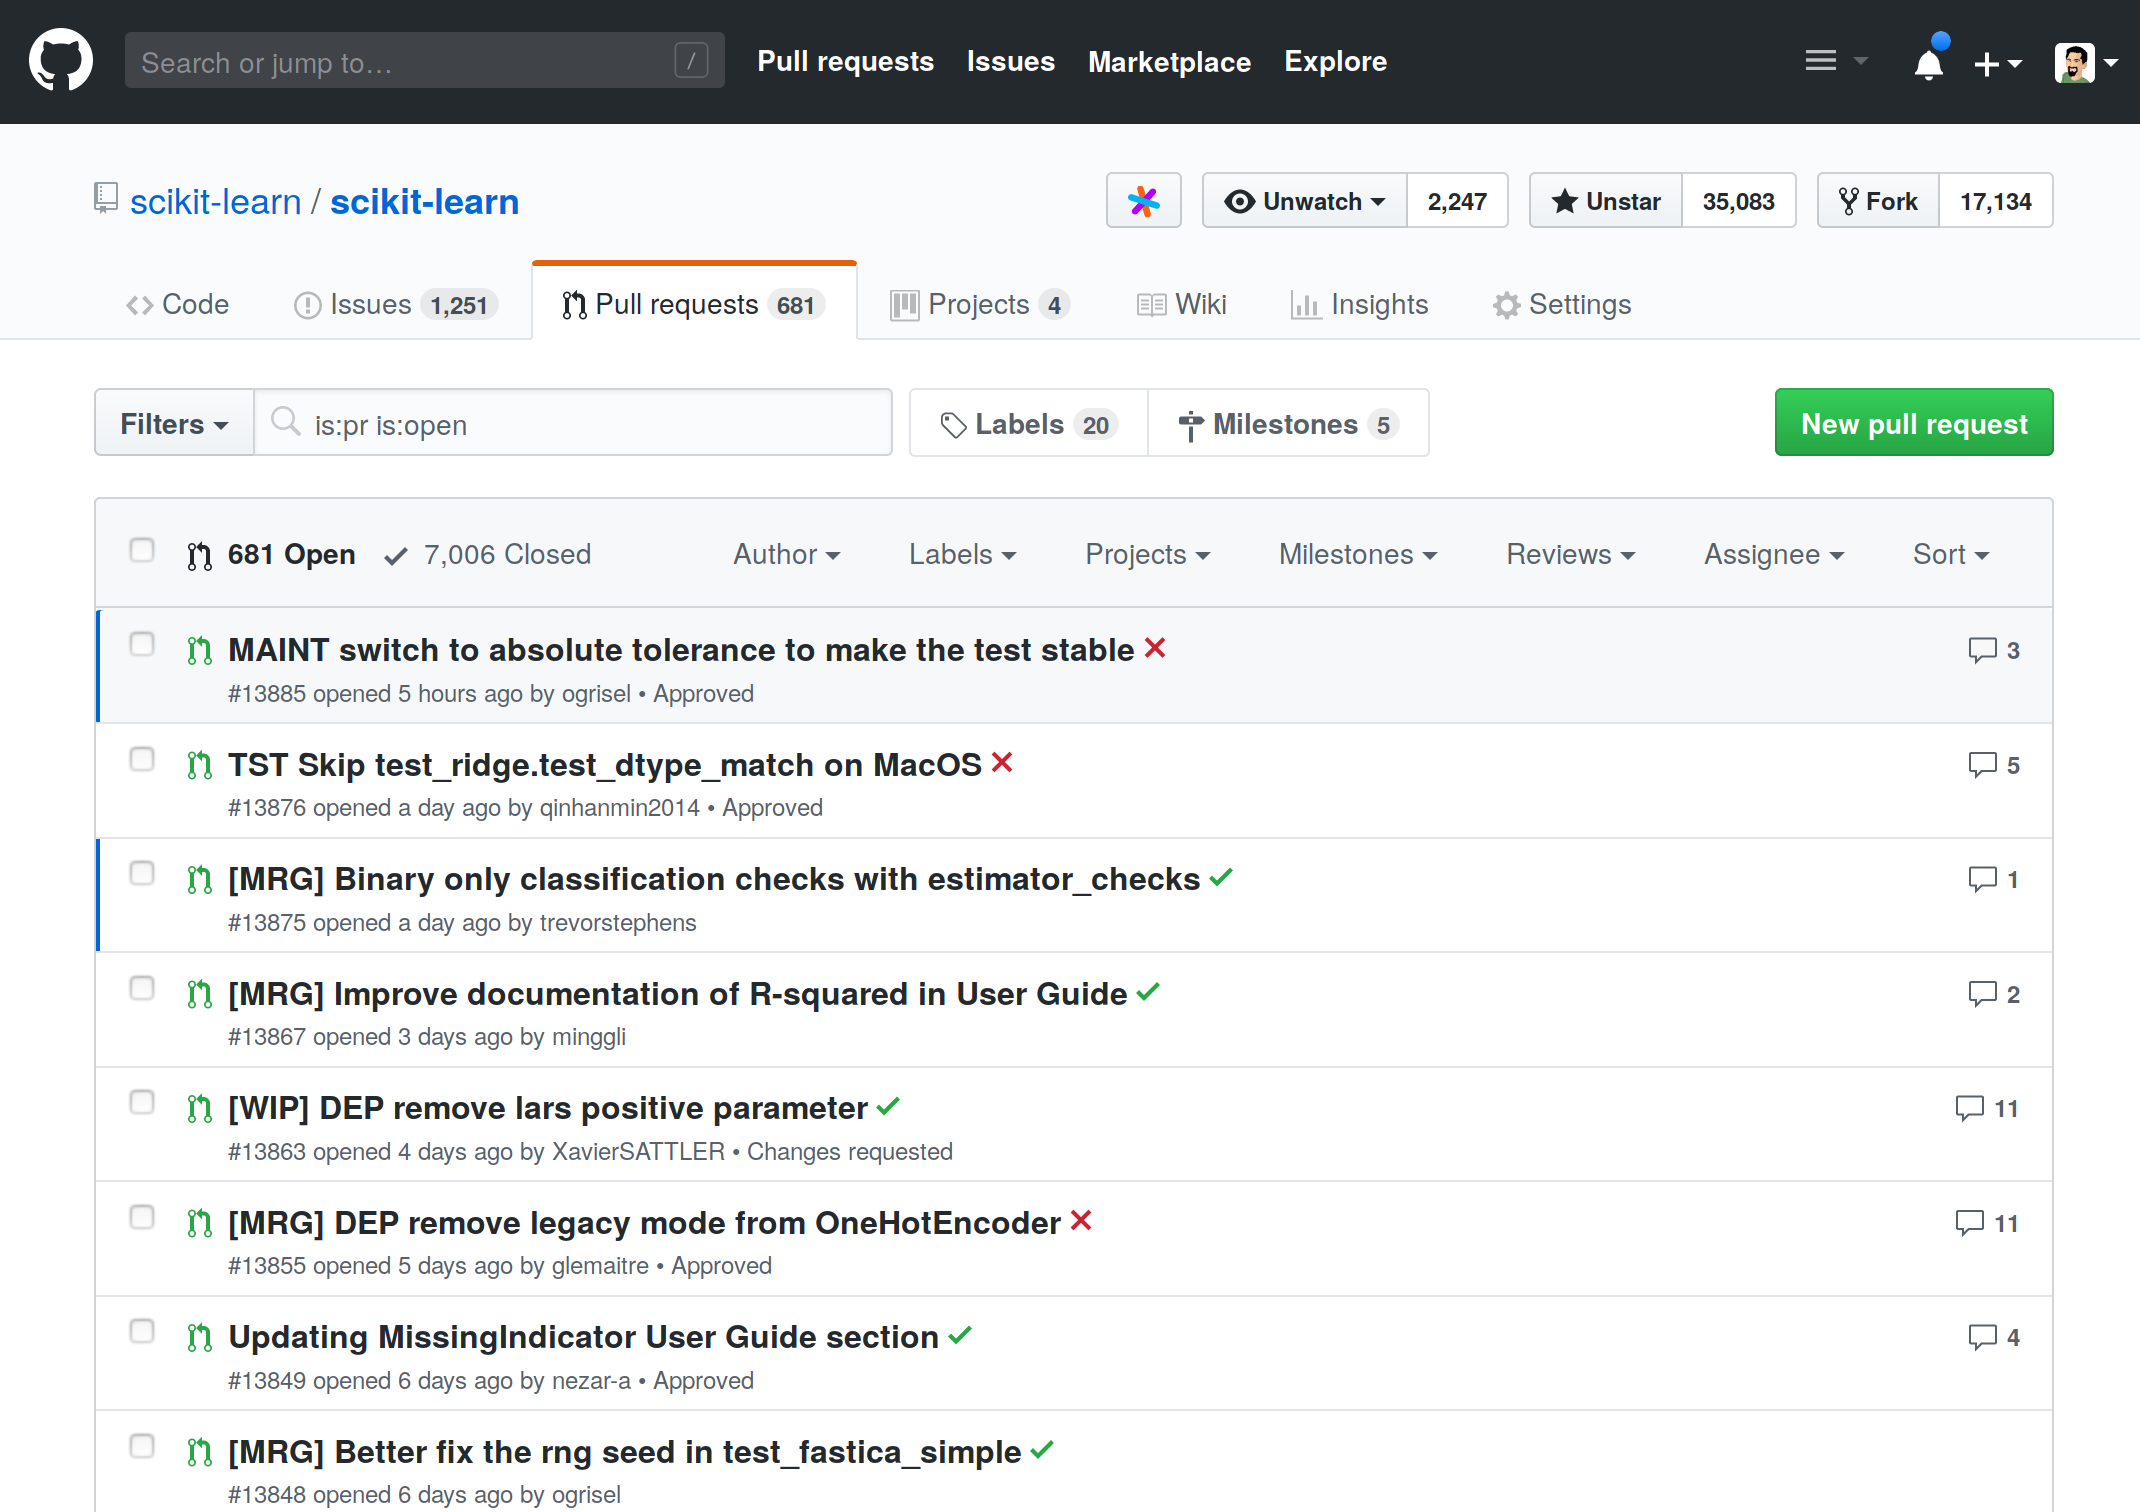 Search or jump to… /
Pull requests Issues Marketplace Explore
scikit-learn / scikit-learn
Unwatch 2,247 Unstar 35,083 Fork 17,134
Code Issues 1,251 Pull requests 681 Projects 4 Wiki Insights Settings
Filters is:pr is:open Labels 20 Milestones 5 New pull request
681 Open 7,006 Closed Author Labels Projects Milestones Reviews Assignee Sort
MAINT switch to absolute tolerance to make the test stable 3
#13885 opened 5 hours ago by ogrisel • Approved
TST Skip test_ridge.test_dtype_match on MacOS 5
#13876 opened a day ago by qinhanmin2014 • Approved
[MRG] Binary only classification checks with estimator_checks 1
#13875 opened a day ago by trevorstephens
[MRG] Improve documentation of R-squared in User Guide 2
#13867 opened 3 days ago by minggli
[WIP] DEP remove lars positive parameter 11
#13863 opened 4 days ago by XavierSATTLER • Changes requested
[MRG] DEP remove legacy mode from OneHotEncoder 11
#13855 opened 5 days ago by glemaitre • Approved
Updating MissingIndicator User Guide section 4
#13849 opened 6 days ago by nezar-a • Approved
[MRG] Better fix the rng seed in test_fastica_simple
#13848 opened 6 days ago by ogrisel